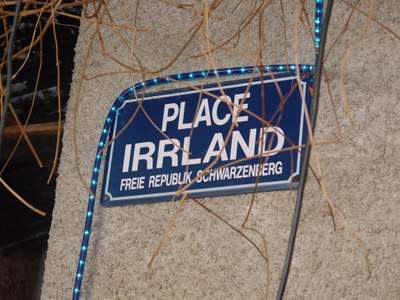 PLACE
IRRLAND
FREIE REPUBLIK SCHWARZENBERG